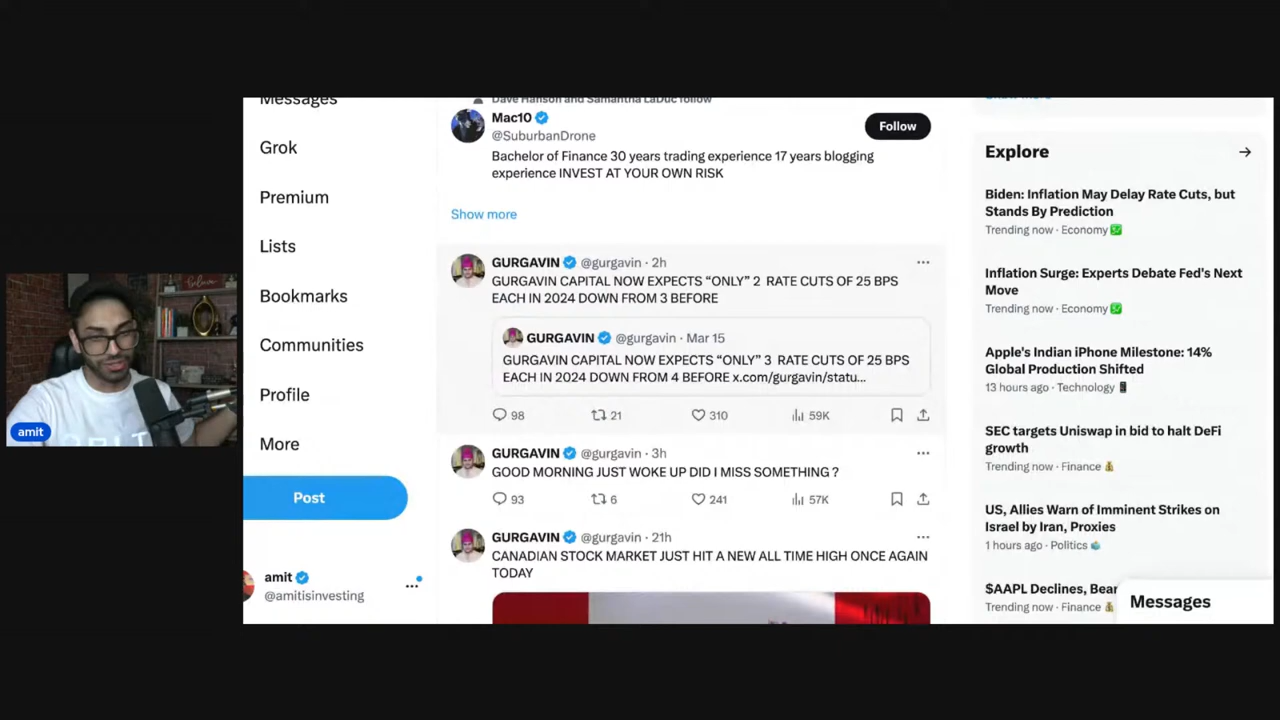 Messages
Grok
Premium
Lists
Bookmarks
Communities
Profile
More
Post
amit
@amitisinvesting
amit
Dave Hanson and Samantha LaDuc follow
Mac10
@SuburbanDrone
Follow
Bachelor of Finance 30 years trading experience 17 years blogging
experience INVEST AT YOUR OWN RISK
Show more
GURGAVIN @gurgavin · 2h
GURGAVIN CAPITAL NOW EXPECTS “ONLY” 2 RATE CUTS OF 25 BPS
EACH IN 2024 DOWN FROM 3 BEFORE
GURGAVIN @gurgavin · Mar 15
GURGAVIN CAPITAL NOW EXPECTS “ONLY” 3 RATE CUTS OF 25 BPS
EACH IN 2024 DOWN FROM 4 BEFORE x.com/gurgavin/statu...
98 21 310 59K
GURGAVIN @gurgavin · 3h
GOOD MORNING JUST WOKE UP DID I MISS SOMETHING ?
93 6 241 57K
GURGAVIN @gurgavin · 21h
CANADIAN STOCK MARKET JUST HIT A NEW ALL TIME HIGH ONCE AGAIN
TODAY
Show more
Explore
Biden: Inflation May Delay Rate Cuts, but
Stands By Prediction
Trending now · Economy
Inflation Surge: Experts Debate Fed's Next
Move
Trending now · Economy
Apple's Indian iPhone Milestone: 14%
Global Production Shifted
13 hours ago · Technology
SEC targets Uniswap in bid to halt DeFi
growth
Trending now · Finance
US, Allies Warn of Imminent Strikes on
Israel by Iran, Proxies
1 hours ago · Politics
$AAPL Declines, Bear
Trending now · Finance
Messages